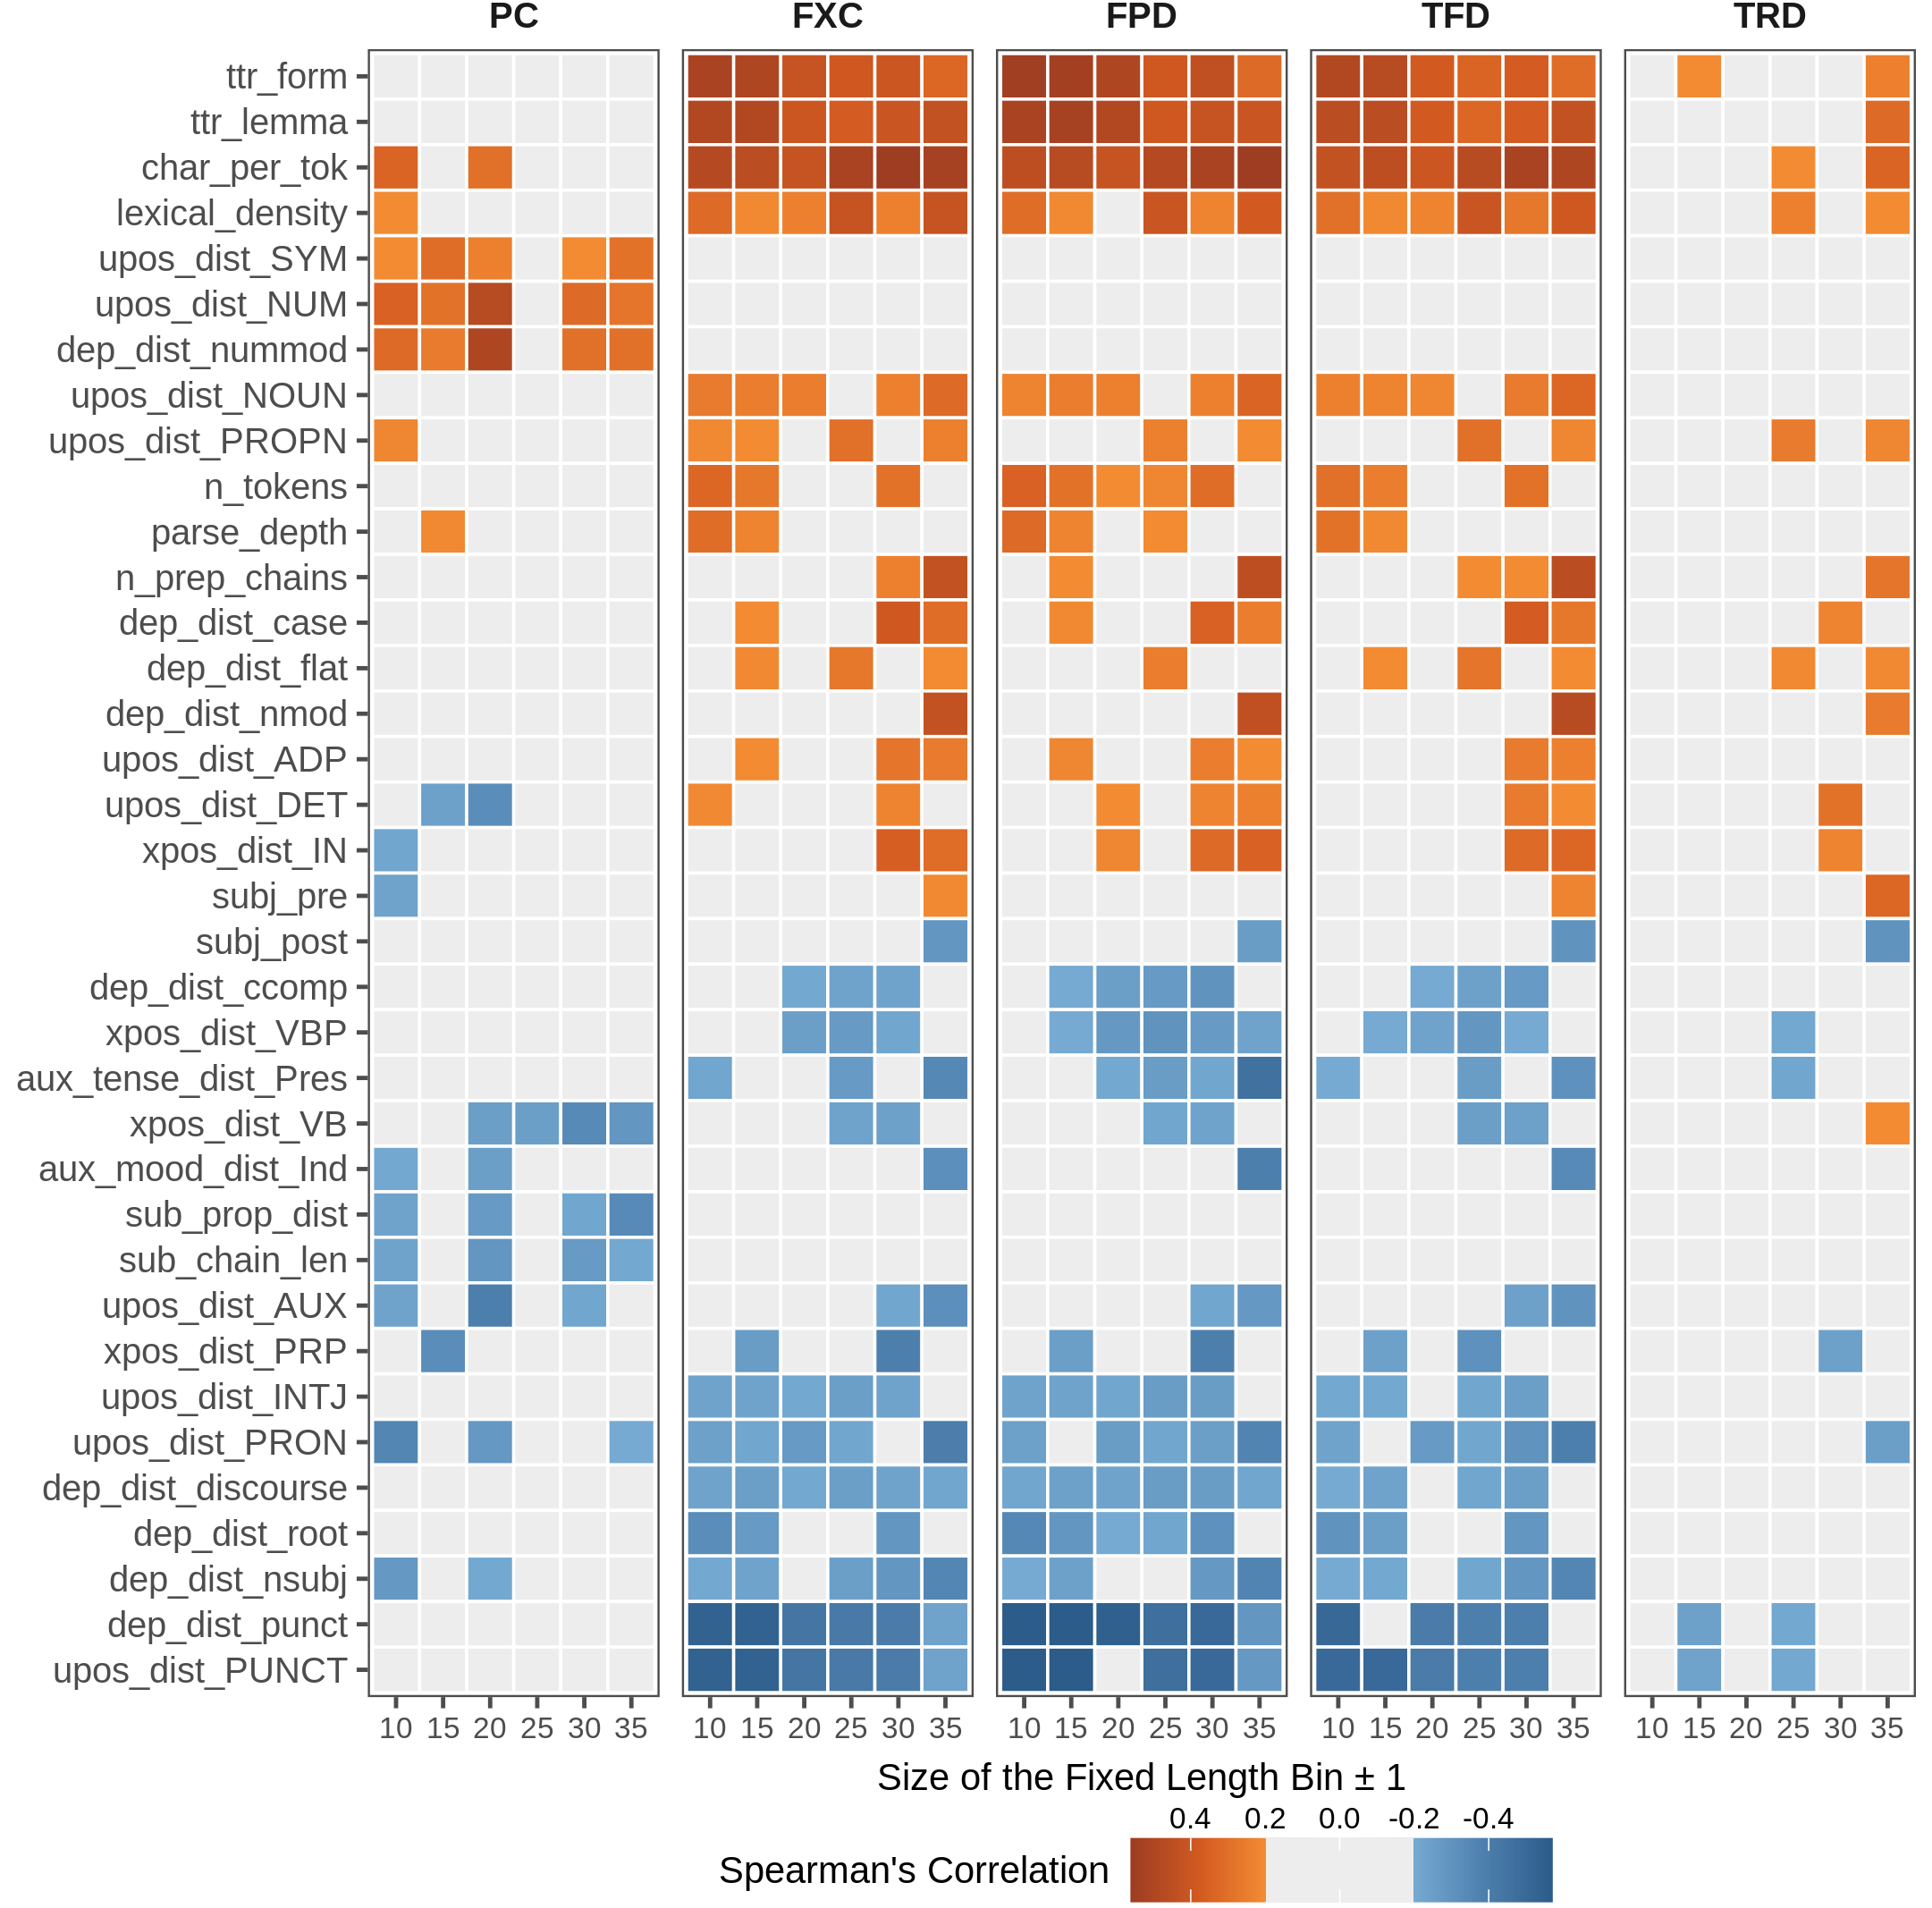 PC FXC FPD TFD TRD
ttr_form
ttr_lemma
char_per_tok
lexical_density
upos_dist_SYM
upos_dist_NUM
dep_dist_nummod
upos_dist_NOUN
upos_dist_PROPN
n_tokens
parse_depth
n_prep_chains
dep_dist_case
dep_dist_flat
dep_dist_nmod
upos_dist_ADP
upos_dist_DET
xpos_dist_IN
subj_pre
subj_post
dep_dist_ccomp
xpos_dist_VBP
aux_tense_dist_Pres
xpos_dist_VB
aux_mood_dist_Ind
sub_prop_dist
sub_chain_len
upos_dist_AUX
xpos_dist_PRP
upos_dist_INTJ
upos_dist_PRON
dep_dist_discourse
dep_dist_root
dep_dist_nsubj
dep_dist_punct
upos_dist_PUNCT
10 15 20 25 30 35 10 15 20 25 30 35 10 15 20 25 30 35 10 15 20 25 30 35 10 15 20 25 30 35
Size of the Fixed Length Bin ± 1
0.4 0.2 0.0 -0.2 -0.4
Spearman's Correlation